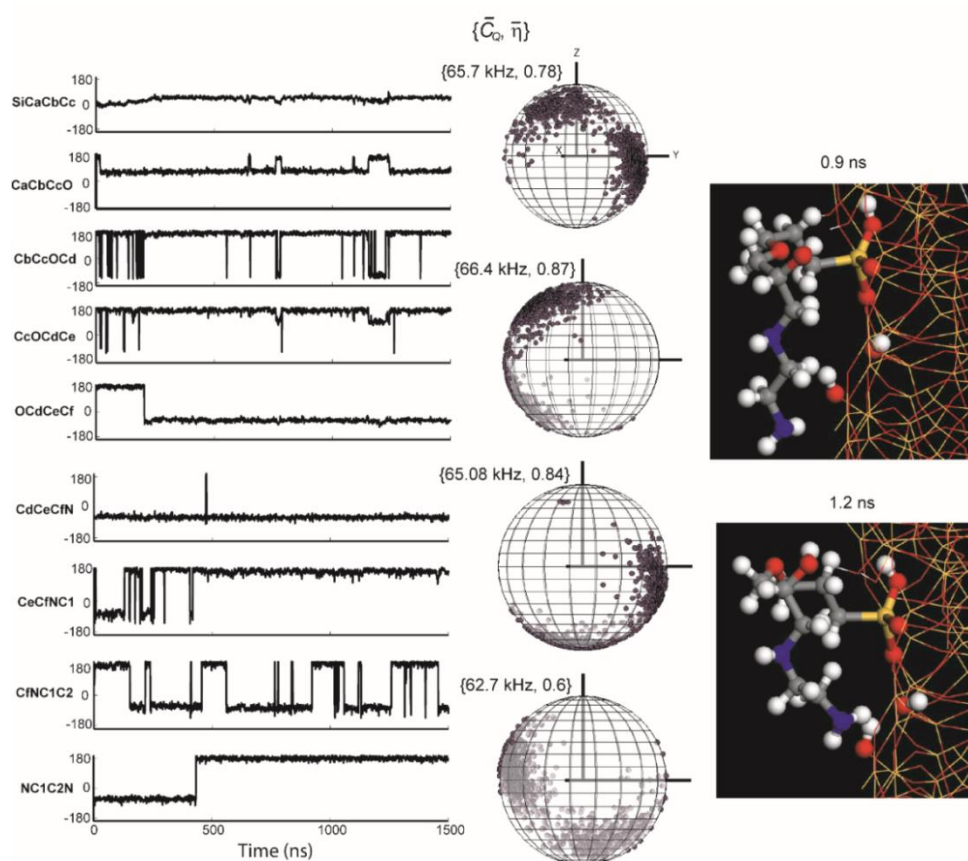 {C̄Q, η̄}
SiCaCbCc
180
0
-180
{65.7 kHz, 0.78}
Z
X
Y
CaCbCcO
180
0
-180
0.9 ns
CbCcOCd
180
0
-180
{66.4 kHz, 0.87}
CcOCdCe
180
0
-180
OCdCeCf
180
0
-180
CdCeCfN
180
0
-180
{65.08 kHz, 0.84}
1.2 ns
CeCfNC1
180
0
-180
CfNC1C2
180
0
-180
{62.7 kHz, 0.6}
NC1C2N
180
0
-180
0 500 1000 1500
Time (ns)